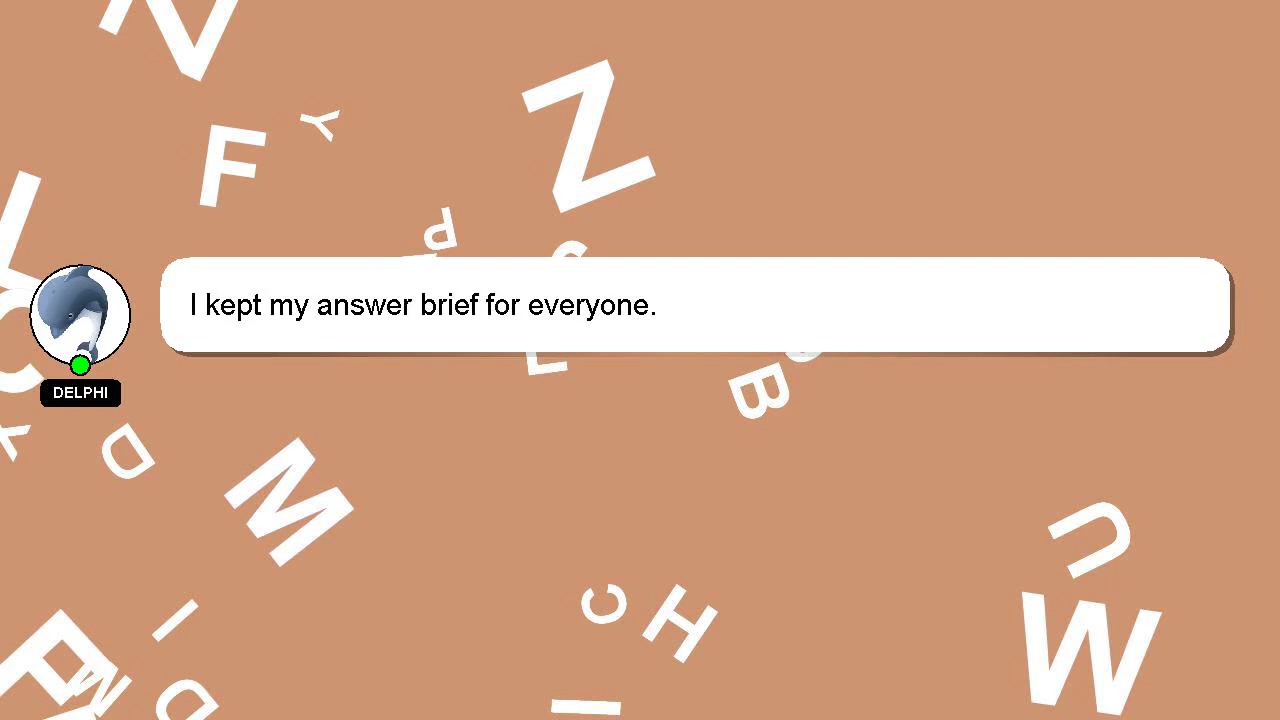 I kept my answer brief for everyone.
DELPHI
V
F
Y
Z
P
S
L
B
D
M
U
C
H
W
I
P
W
D
I